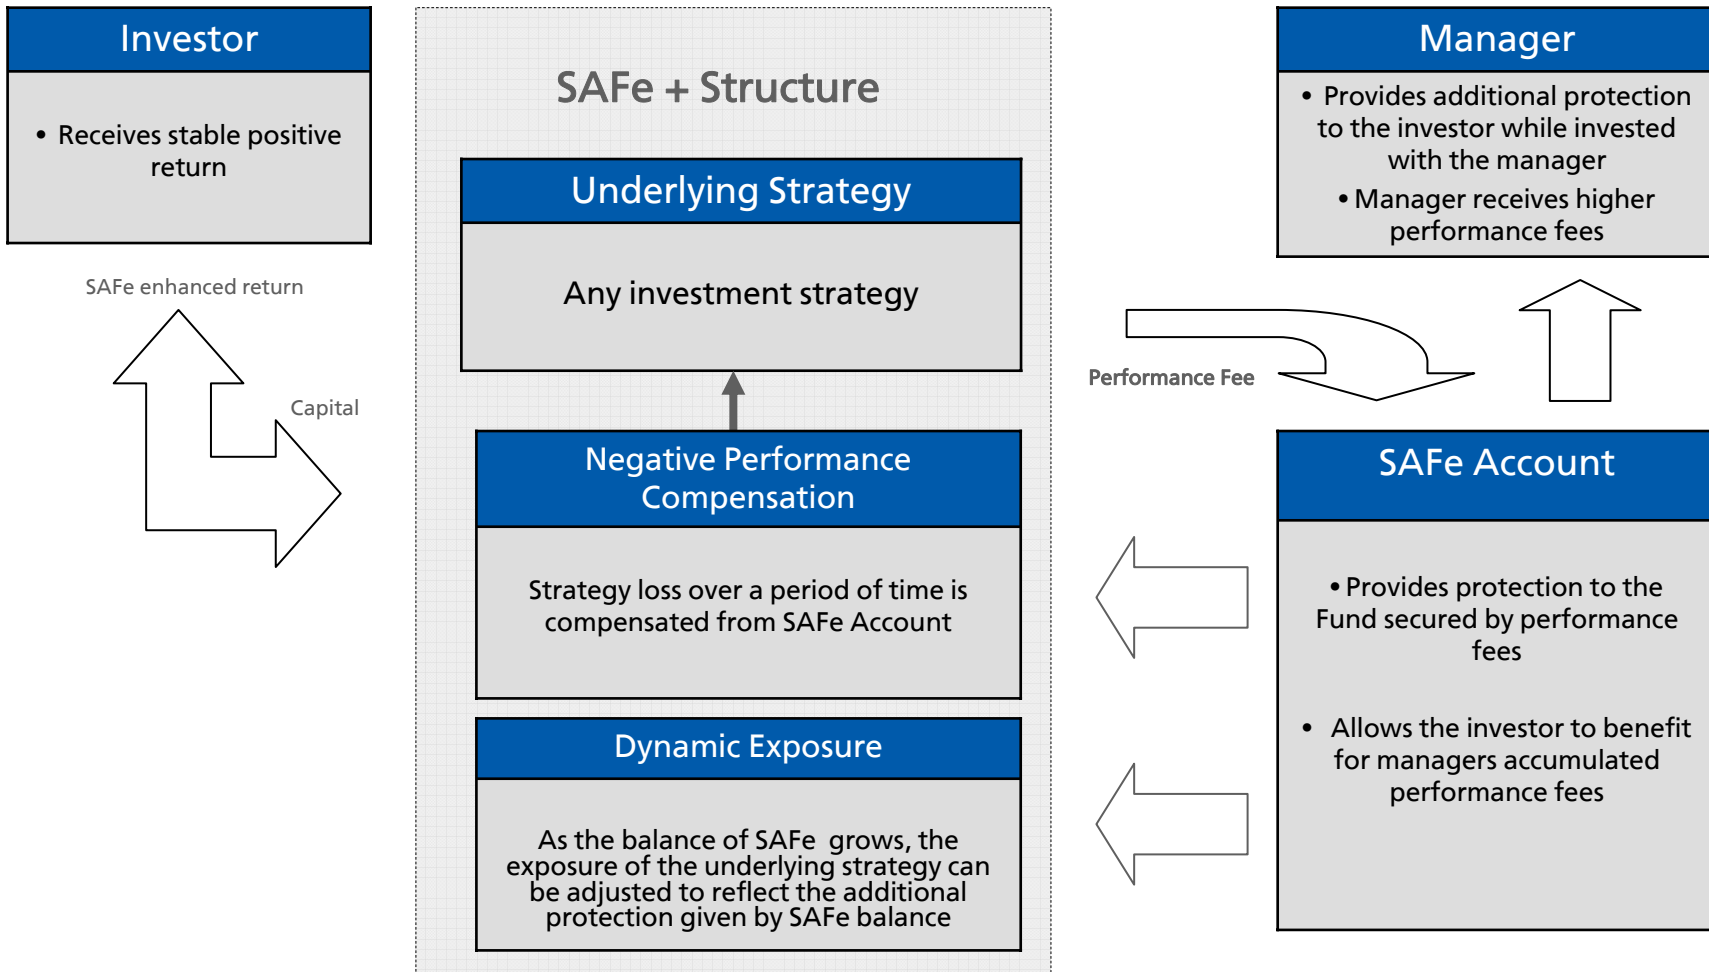 Investor
• Receives stable positive
return
SAFe enhanced return
Capital
SAFe + Structure
Underlying Strategy
Any investment strategy
Negative Performance
Compensation
Strategy loss over a period of time is
compensated from SAFe Account
Dynamic Exposure
As the balance of SAFe grows, the
exposure of the underlying strategy can
be adjusted to reflect the additional
protection given by SAFe balance
Manager
• Provides additional protection
to the investor while invested
with the manager
• Manager receives higher
performance fees
Performance Fee
SAFe Account
• Provides protection to the
Fund secured by performance
fees
• Allows the investor to benefit
for managers accumulated
performance fees